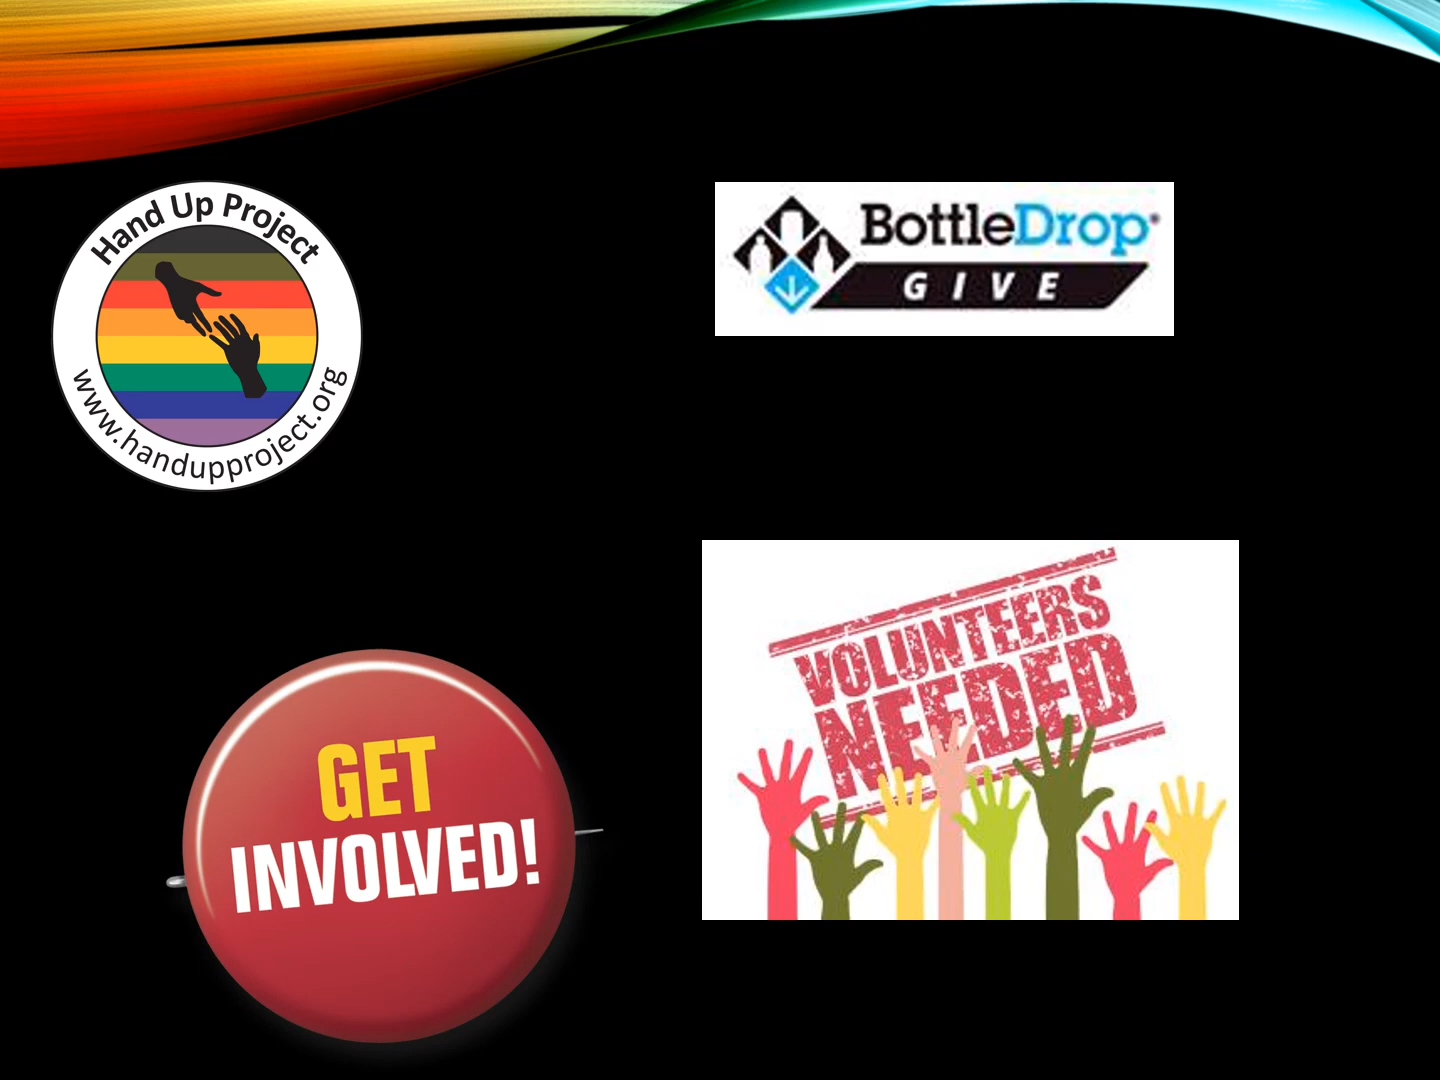 Hand Up Project
www.handupproject.org
BottleDrop®
GIVE
VOLUNTEERS
NEEDED
GET
INVOLVED!